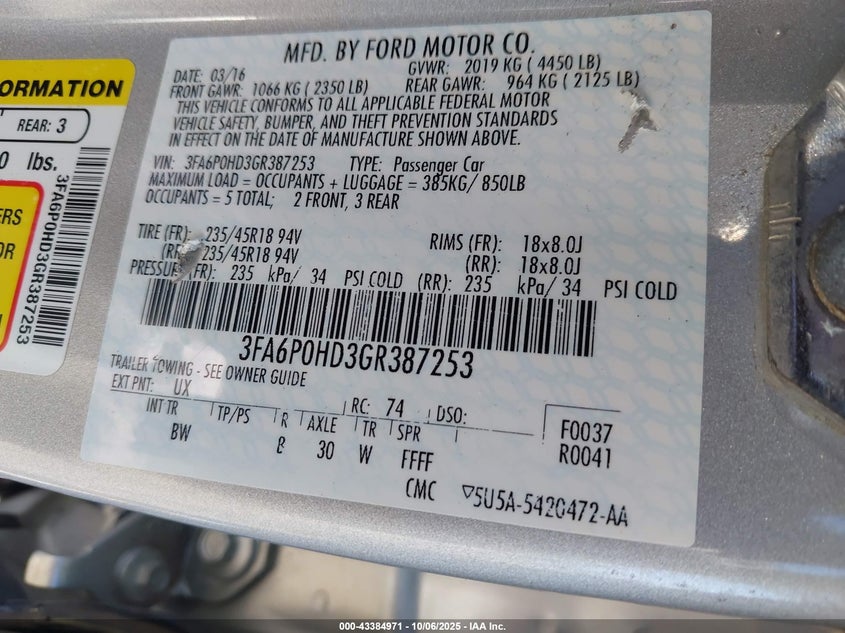 MFD. BY FORD MOTOR CO.
DATE: 03/16 GVWR: 2019 KG ( 4450 LB)
FRONT GAWR: 1066 KG ( 2350 LB) REAR GAWR: 964 KG ( 2125 LB)
THIS VEHICLE CONFORMS TO ALL APPLICABLE FEDERAL MOTOR
VEHICLE SAFETY, BUMPER, AND THEFT PREVENTION STANDARDS
IN EFFECT ON THE DATE OF MANUFACTURE SHOWN ABOVE.
VIN: 3FA6P0HD3GR387253 TYPE: Passenger Car
MAXIMUM LOAD = OCCUPANTS + LUGGAGE = 385KG/ 850LB
OCCUPANTS = 5 TOTAL; 2 FRONT, 3 REAR
TIRE (FR): 235/45R18 94V RIMS (FR): 18x8.0J
(RR): 235/45R18 94V (RR): 18x8.0J
PRESSURE (FR): 235 kPa/ 34 PSI COLD (RR): 235 kPa/ 34 PSI COLD
3FA6P0HD3GR387253
TRAILER TOWING - SEE OWNER GUIDE
EXT PNT: UX RC: 74 DSO:
INT TR TP/PS R AXLE TR SPR F0037
BW 8 30 W FFFF R0041
CMC 5U5A-5420472-AA
ORMATION
REAR: 3
0 lbs.
ERS
OR
3FA6P0HD3GR387253
000-43384971 - 10/06/2025 - IAA Inc.